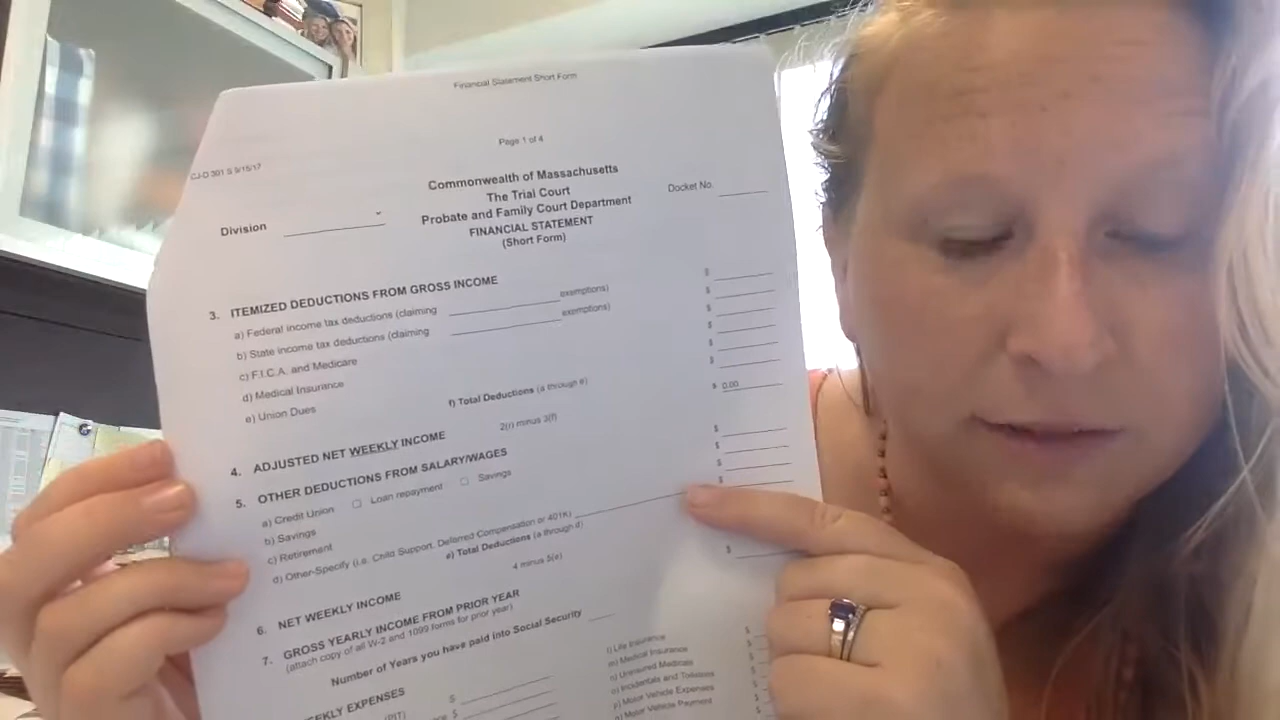 Financial Statement Short Form
Page 1 of 4
CJ-D 301 S 9/15/17
Commonwealth of Massachusetts
The Trial Court
Probate and Family Court Department
FINANCIAL STATEMENT
(Short Form)
Division
Docket No.
3. ITEMIZED DEDUCTIONS FROM GROSS INCOME
a) Federal income tax deductions (claiming exemptions) $
b) State income tax deductions (claiming exemptions) $
c) F.I.C.A. and Medicare $
d) Medical Insurance $
e) Union Dues $
f) Total Deductions (a through e) $ 0.00
4. ADJUSTED NET WEEKLY INCOME 2(r) minus 3(f) $
5. OTHER DEDUCTIONS FROM SALARY/WAGES
a) Credit Union Loan repayment Savings $
b) Savings $
c) Retirement $
d) Other-Specify (i.e. Child Support, Deferred Compensation or 401K)
e) Total Deductions (a through d)
6. NET WEEKLY INCOME 4 minus 5(e) $
7. GROSS YEARLY INCOME FROM PRIOR YEAR
(attach copy of all W-2 and 1099 forms for prior year)
Number of Years you have paid into Social Security
EKLY EXPENSES
PIT) $
$
l) Life Insurance $
m) Medical Insurance $
n) Uninsured Medicals $
o) Incidentals and Toiletries $
p) Motor Vehicle Expenses $
q) Motor Vehicle Payment $